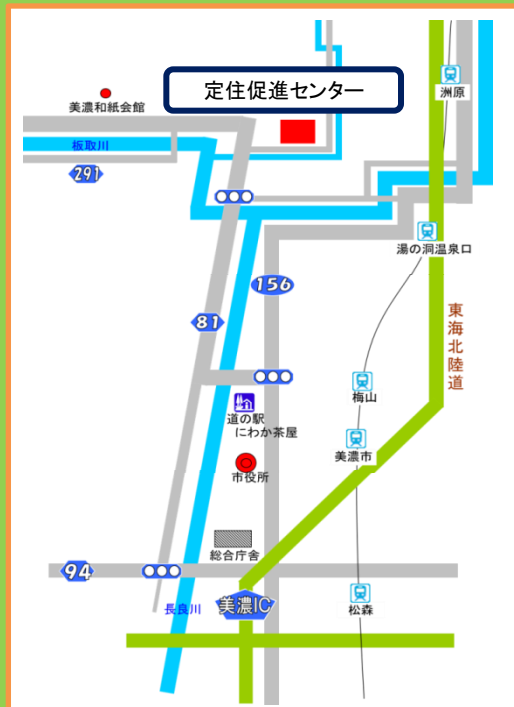 定住促進センター
洲原
美濃和紙会館
板取川
291
湯の洞温泉口
156
東海北陸道
81
梅山
道の駅
にわか茶屋
美濃市
市役所
総合庁舎
94
長良川
美濃IC
松森